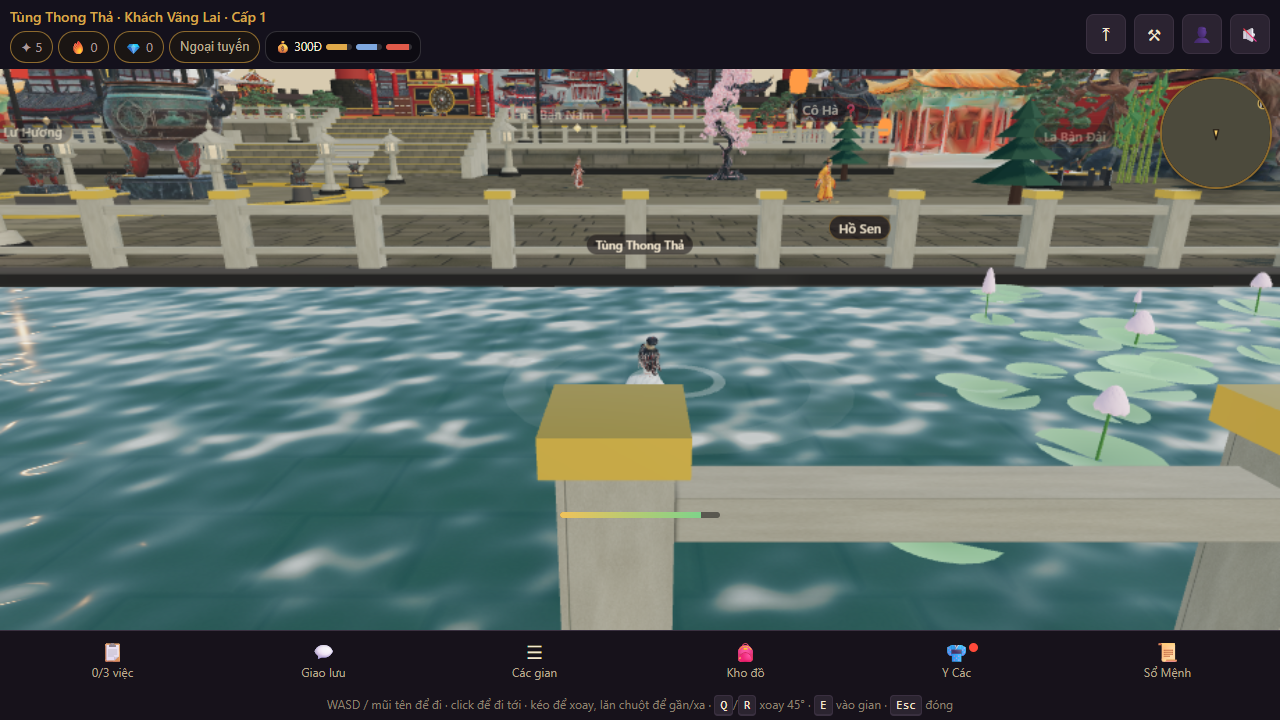 Tùng Thong Thả · Khách Vãng Lai · Cấp 1
5
0
0
Ngoại tuyến
300Đ
Lư Hương
Bán Nam
Cô Hà ?
La Bàn Đài
Hồ Sen
Tùng Thong Thả
0/3 việc
Giao lưu
Các gian
Kho đồ
Y Các
Sổ Mệnh
WASD / mũi tên để đi · click để đi tới · kéo để xoay, lăn chuột để gần/xa · Q / R xoay 45° · E vào gian · Esc đóng